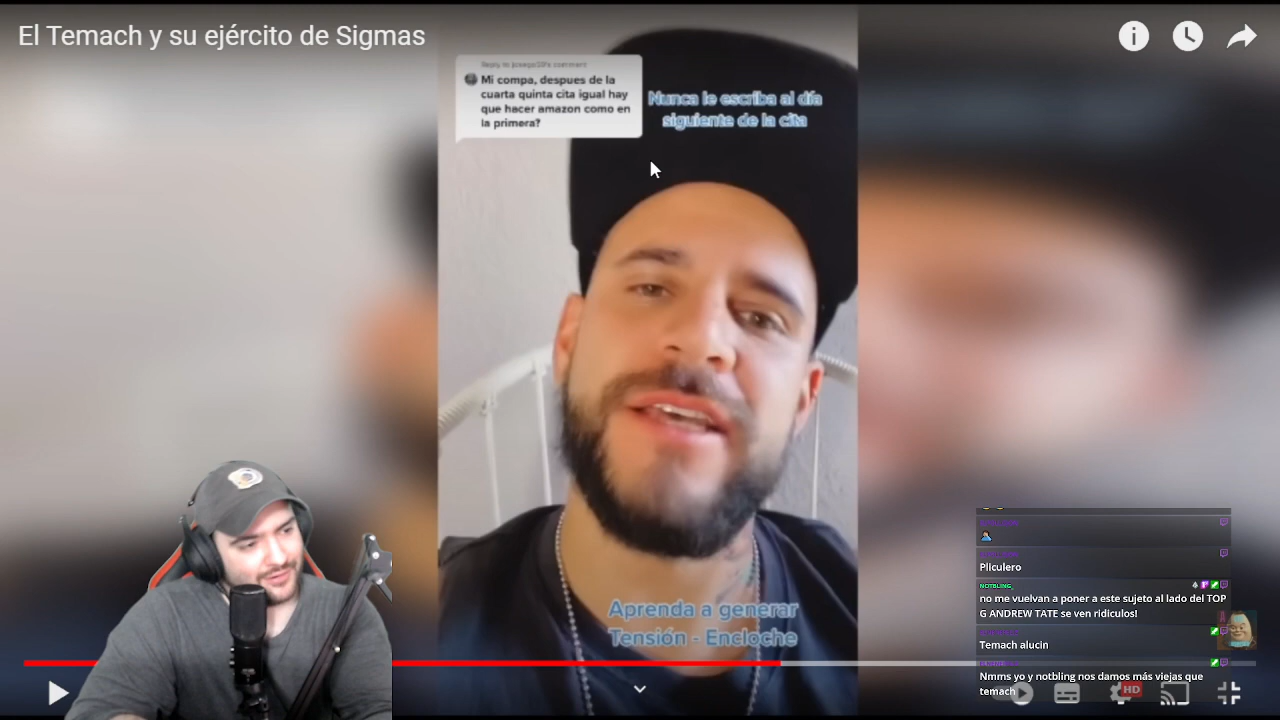 El Temach y su ejército de Sigmas
Mi compa, despues de la
cuarta quinta cita igual hay
que hacer amazon como en
la primera?
Nunca le escriba al día
siguiente de la cita
Aprenda a generar
Tensión - Encloche
Pliculero
NOTBLING
no me vuelvan a poner a este sujeto al lado del TOP
G ANDREW TATE se ven ridiculos!
Temach alucin
Nmms yo y notbling nos damos más viejas que
temach
HD